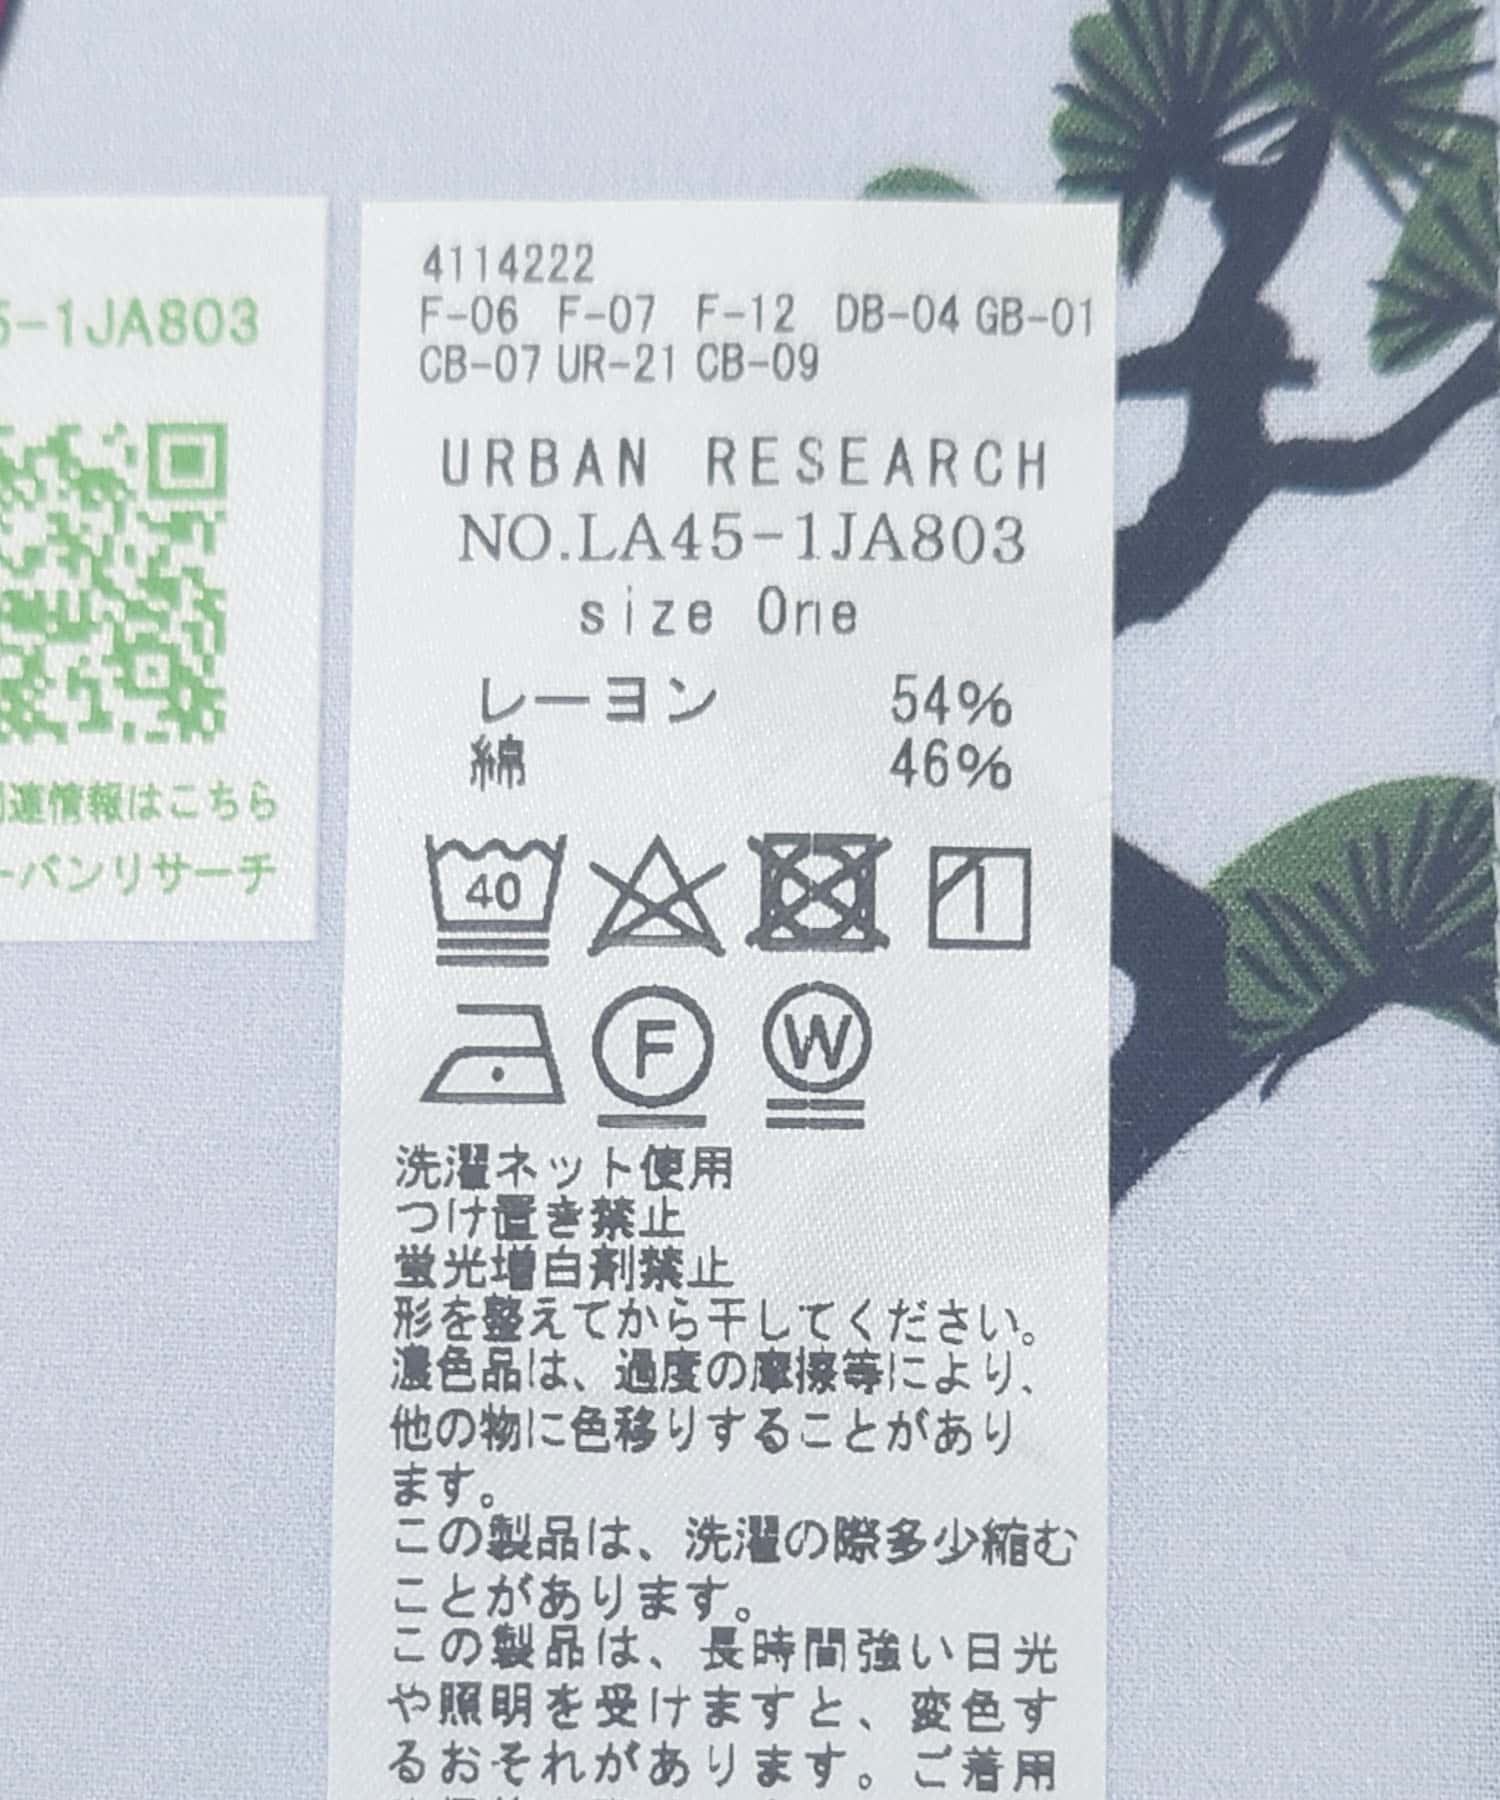 5-1JA803
連情報はこちら
ーバンリサーチ
4114222
F-06 F-07 F-12 DB-04 GB-01
CB-07 UR-21 CB-09
URBAN RESEARCH
NO.LA45-1JA803
size One
レーヨン 54%
綿 46%
40
F W
洗濯ネット使用
つけ置き禁止
蛍光増白剤禁止
形を整えてから干してください。
濃色品は、過度の摩擦等により、
他の物に色移りすることがあり
ます。
この製品は、洗濯の際多少縮む
ことがあります。
この製品は、長時間強い日光
や照明を受けますと、変色す
るおそれがあります。ご着用